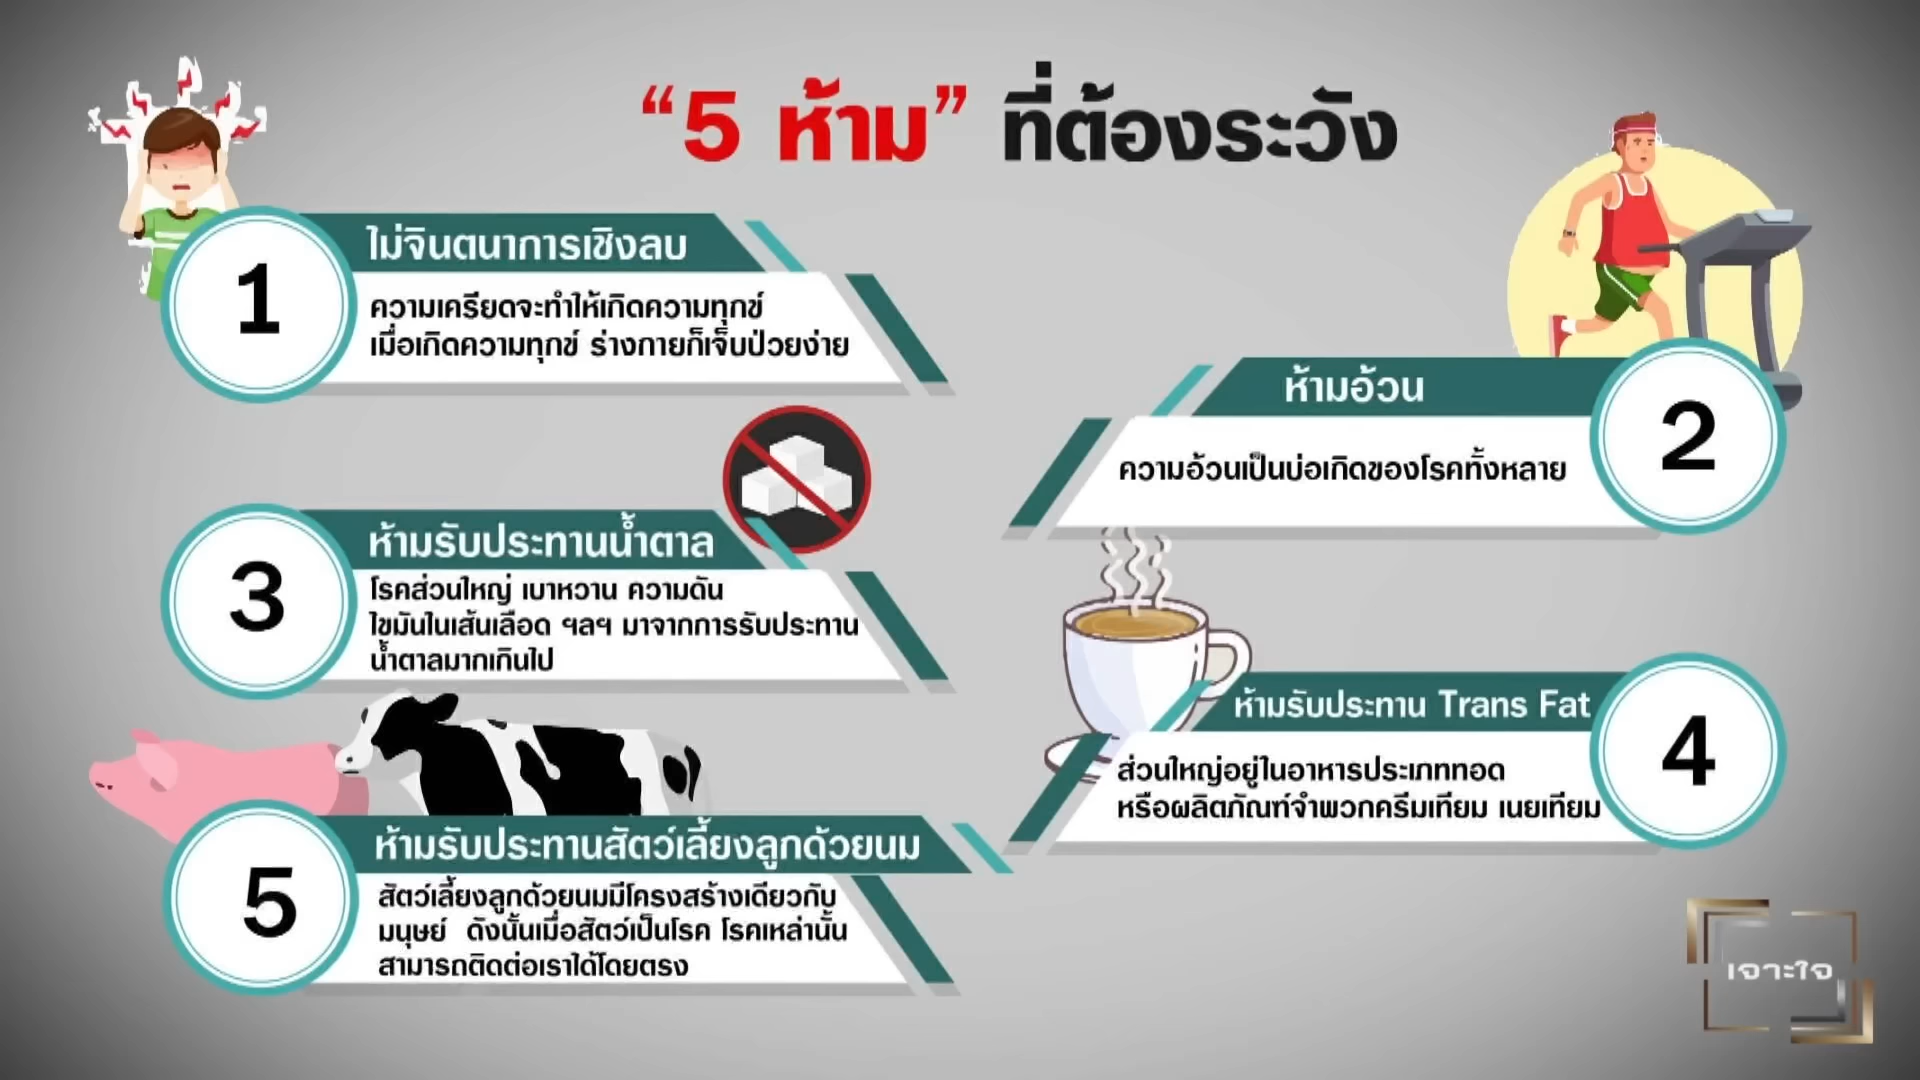 “5 ห้าม” ที่ต้องระวัง
1
ไม่จินตนาการเชิงลบ
ความเครียดจะทำให้เกิดความทุกข์
เมื่อเกิดความทุกข์ ร่างกายก็เจ็บป่วยง่าย
2
ห้ามอ้วน
ความอ้วนเป็นบ่อเกิดของโรคทั้งหลาย
3
ห้ามรับประทานน้ำตาล
โรคส่วนใหญ่ เบาหวาน ความดัน
ไขมันในเส้นเลือด ฯลฯ มาจากการรับประทาน
น้ำตาลมากเกินไป
4
ห้ามรับประทาน Trans Fat
ส่วนใหญ่อยู่ในอาหารประเภททอด
หรือผลิตภัณฑ์จำพวกครีมเทียม เนยเทียม
5
ห้ามรับประทานสัตว์เลี้ยงลูกด้วยนม
สัตว์เลี้ยงลูกด้วยนมมีโครงสร้างเดียวกับ
มนุษย์ ดังนั้นเมื่อสัตว์เป็นโรค โรคเหล่านั้น
สามารถติดต่อเราได้โดยตรง
เจาะใจ